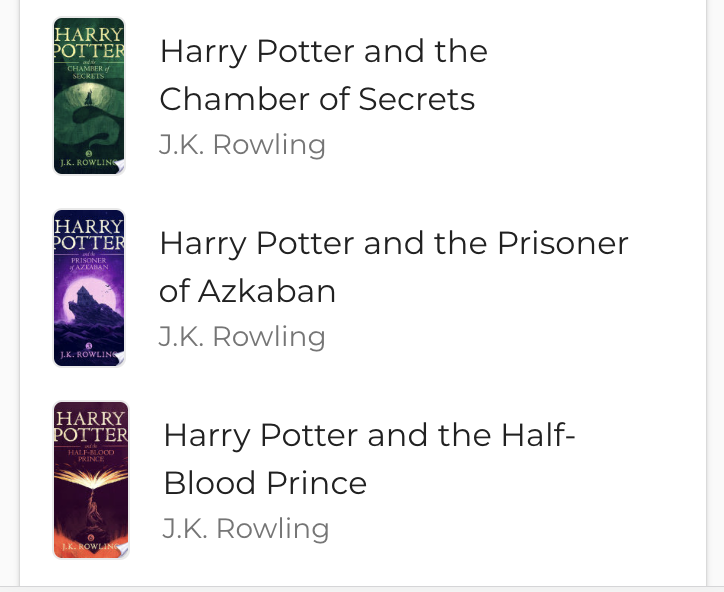 HARRY
POTTER
and the
CHAMBER of
SECRETS
J.K. ROWLING
Harry Potter and the
Chamber of Secrets
J.K. Rowling
HARRY
POTTER
and the
PRISONER
of AZKABAN
J.K. ROWLING
Harry Potter and the Prisoner
of Azkaban
J.K. Rowling
HARRY
POTTER
and the
HALF-BLOOD
PRINCE
J.K. ROWLING
Harry Potter and the Half-
Blood Prince
J.K. Rowling